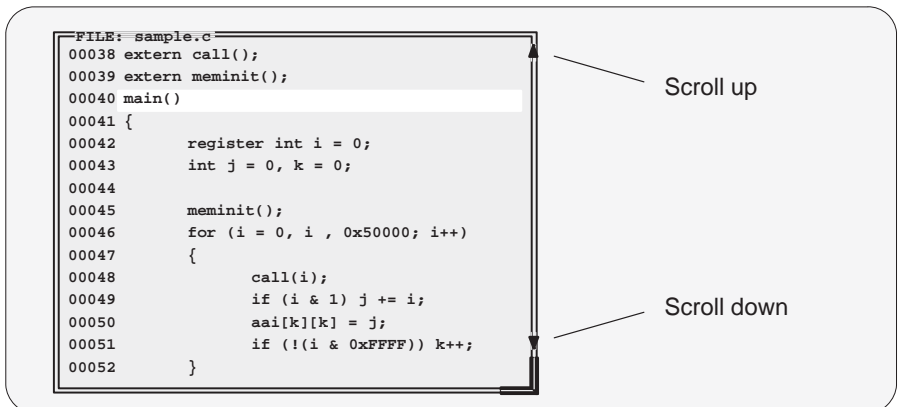 FILE: sample.c
00038 extern call();
00039 extern meminit();
00040 main()
00041 {
00042 register int i = 0;
00043 int j = 0, k = 0;
00044
00045 meminit();
00046 for (i = 0, i , 0x50000; i++)
00047 {
00048 call(i);
00049 if (i & 1) j += i;
00050 aai[k][k] = j;
00051 if (!(i & 0xFFFF)) k++;
00052 }
Scroll up
Scroll down